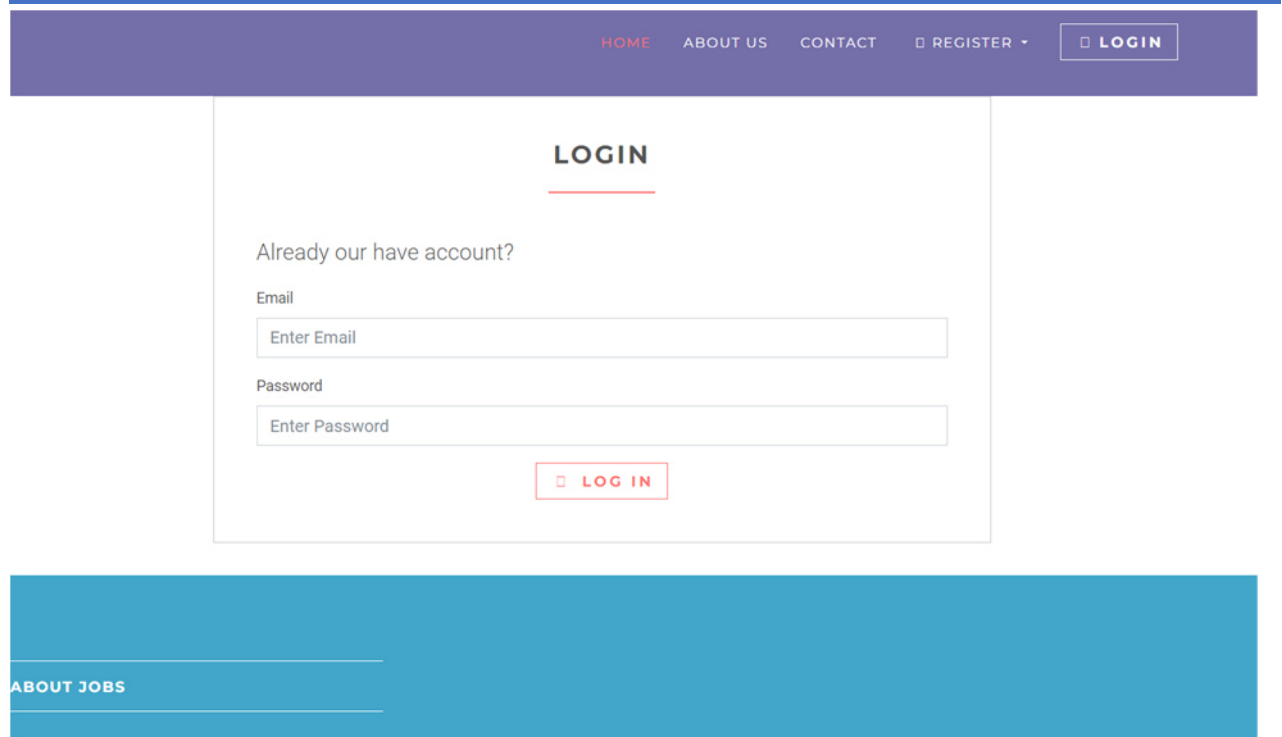 HOME ABOUT US CONTACT REGISTER LOGIN
LOGIN
Already our have account?
Email
Enter Email
Password
Enter Password
LOG IN
ABOUT JOBS